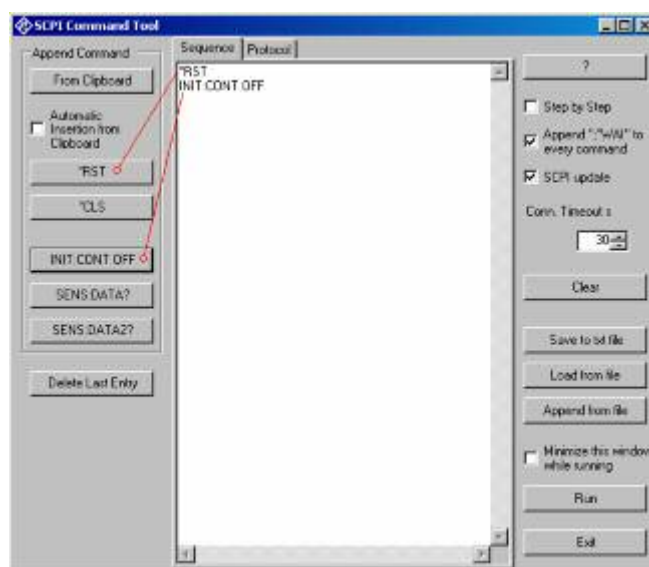 SCPI Command Tool
Append Command
From Clipboard
Automatic
Insertion from
Clipboard
*RST
*CLS
INIT CONT OFF
SENS:DATA?
SENS:DATA2?
Delete Last Entry
Sequence
Protocol
*RST
INIT CONT OFF
?
Step by Step
Append ";*WAI" to
every command
SCPI update
Conn. Timeout s
30
Clear
Save to txt file
Load from file
Append from file
Minimize this window
while running
Run
Exit